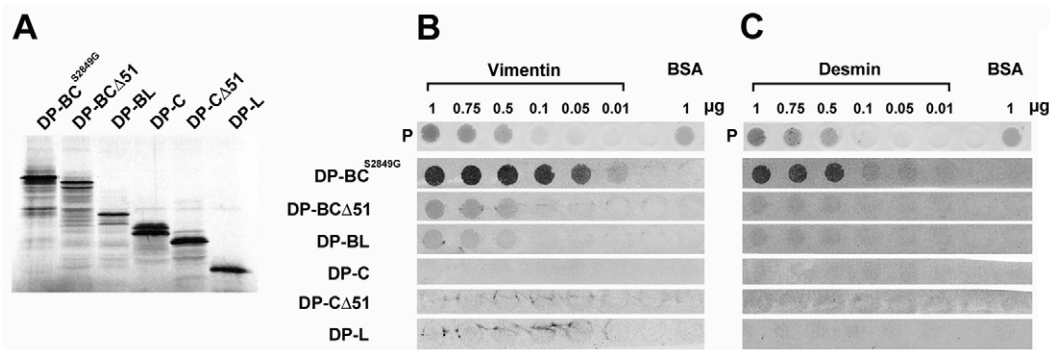 A
DP-BC S2849G
DP-BCΔ51
DP-BL
DP-C
DP-CΔ51
DP-L
B
Vimentin
BSA
1 0.75 0.5 0.1 0.05 0.01 1 µg
P
DP-BC S2849G
DP-BCΔ51
DP-BL
DP-C
DP-CΔ51
DP-L
C
Desmin
BSA
1 0.75 0.5 0.1 0.05 0.01 1 µg
P